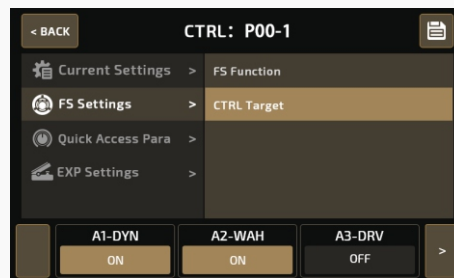 < BACK
CTRL: P00-1
Current Settings >
FS Function
FS Settings >
CTRL Target
Quick Access Para >
EXP Settings >
A1-DYN
ON
A2-WAH
ON
A3-DRV
OFF
>